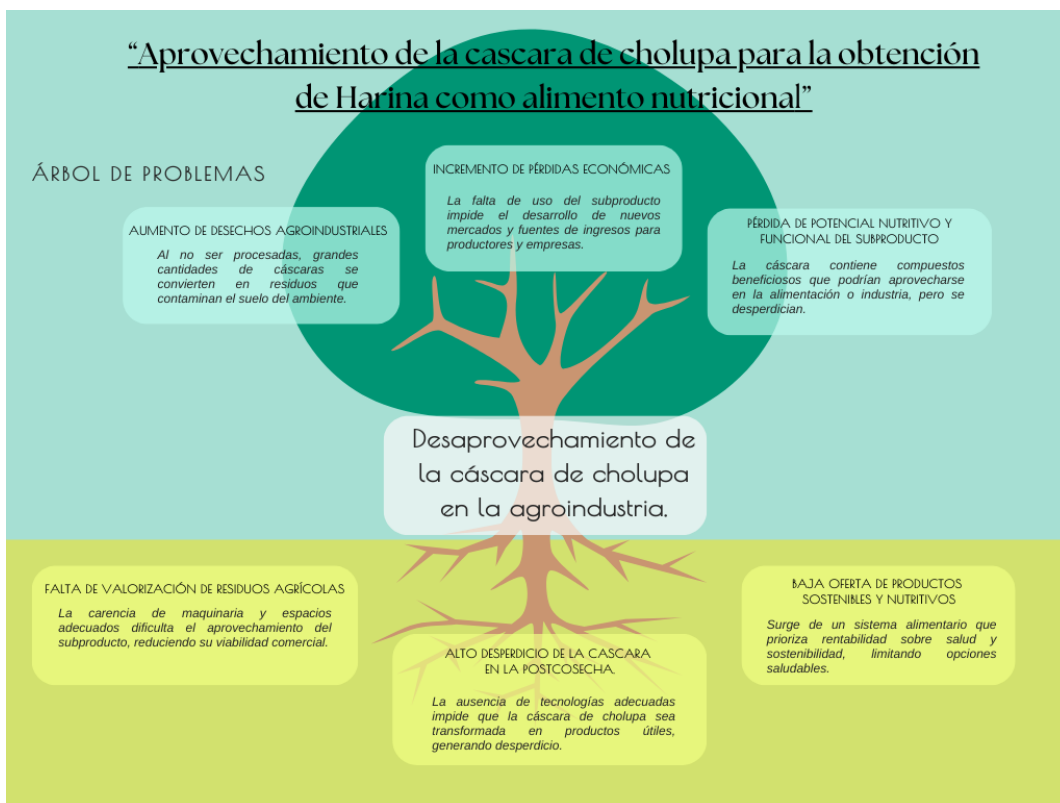 “Aprovechamiento de la cascara de cholupa para la obtención
de Harina como alimento nutricional”
ÁRBOL DE PROBLEMAS
INCREMENTO DE PÉRDIDAS ECONÓMICAS
La falta de uso del subproducto
impide el desarrollo de nuevos
mercados y fuentes de ingresos para
productores y empresas.
AUMENTO DE DESECHOS AGROINDUSTRIALES
Al no ser procesadas, grandes
cantidades de cáscaras se
convierten en residuos que
contaminan el suelo del ambiente.
PÉRDIDA DE POTENCIAL NUTRITIVO Y
FUNCIONAL DEL SUBPRODUCTO
La cáscara contiene compuestos
beneficiosos que podrían aprovecharse
en la alimentación o industria, pero se
desperdician.
Desaprovechamiento de
la cáscara de cholupa
en la agroindustria.
FALTA DE VALORIZACIÓN DE RESIDUOS AGRÍCOLAS
La carencia de maquinaria y espacios
adecuados dificulta el aprovechamiento del
subproducto, reduciendo su viabilidad comercial.
ALTO DESPERDICIO DE LA CASCARA
EN LA POSTCOSECHA.
La ausencia de tecnologías adecuadas
impide que la cáscara de cholupa sea
transformada en productos útiles,
generando desperdicio.
BAJA OFERTA DE PRODUCTOS
SOSTENIBLES Y NUTRITIVOS
Surge de un sistema alimentario que
prioriza rentabilidad sobre salud y
sostenibilidad, limitando opciones
saludables.